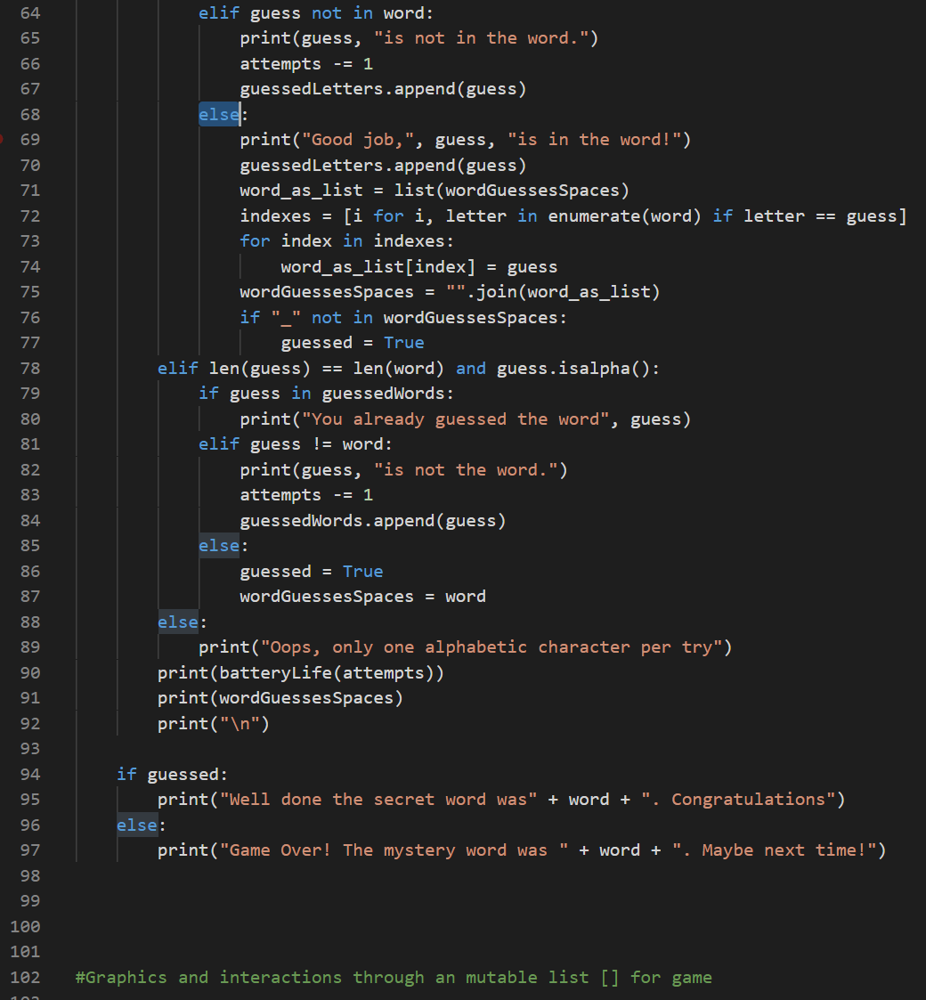 64 elif guess not in word:
65 print(guess, "is not in the word.")
66 attempts -= 1
67 guessedLetters.append(guess)
68 else:
69 print("Good job,", guess, "is in the word!")
70 guessedLetters.append(guess)
71 word_as_list = list(wordGuessesSpaces)
72 indexes = [i for i, letter in enumerate(word) if letter == guess]
73 for index in indexes:
74 word_as_list[index] = guess
75 wordGuessesSpaces = "".join(word_as_list)
76 if "_" not in wordGuessesSpaces:
77 guessed = True
78 elif len(guess) == len(word) and guess.isalpha():
79 if guess in guessedWords:
80 print("You already guessed the word", guess)
81 elif guess != word:
82 print(guess, "is not the word.")
83 attempts -= 1
84 guessedWords.append(guess)
85 else:
86 guessed = True
87 wordGuessesSpaces = word
88 else:
89 print("Oops, only one alphabetic character per try")
90 print(batteryLife(attempts))
91 print(wordGuessesSpaces)
92 print("\n")
93
94 if guessed:
95 print("Well done the secret word was" + word + ". Congratulations")
96 else:
97 print("Game Over! The mystery word was " + word + ". Maybe next time!")
98
99
100
101
102 #Graphics and interactions through an mutable list [] for game